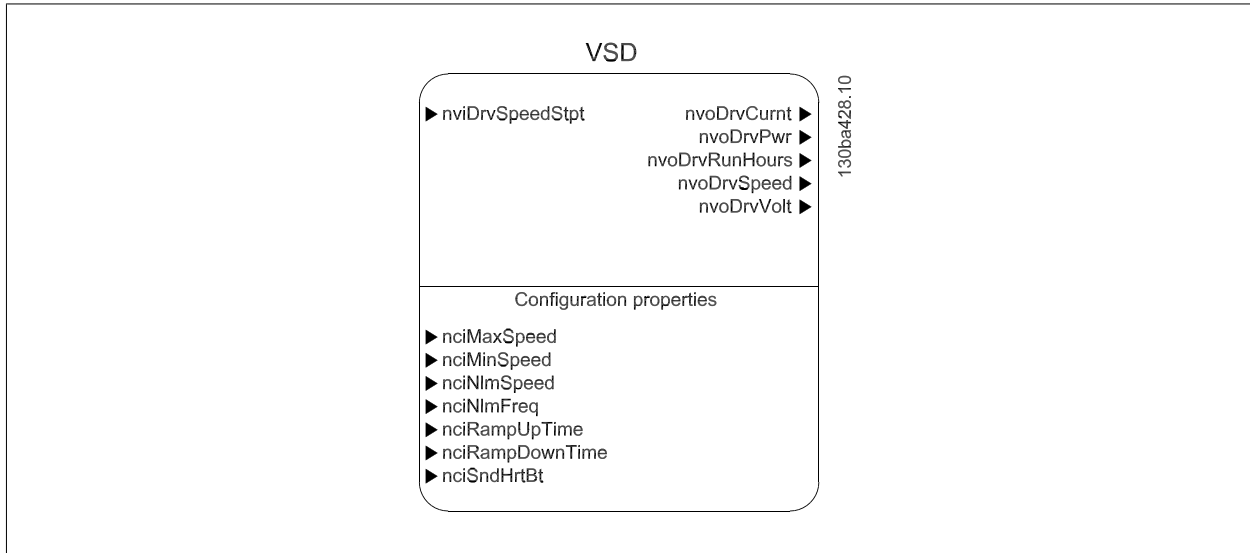 VSD
nviDrvSpeedStpt
nvoDrvCurnt
nvoDrvPwr
nvoDrvRunHours
nvoDrvSpeed
nvoDrvVolt
130ba428.10
Configuration properties
nciMaxSpeed
nciMinSpeed
nciNlmSpeed
nciNlmFreq
nciRampUpTime
nciRampDownTime
nciSndHrtBt